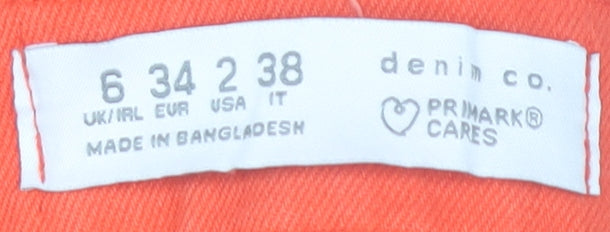 6 34 2 38
UK/IRL EUR USA IT
MADE IN BANGLADESH
denim co.
PRIMARK®
CARES